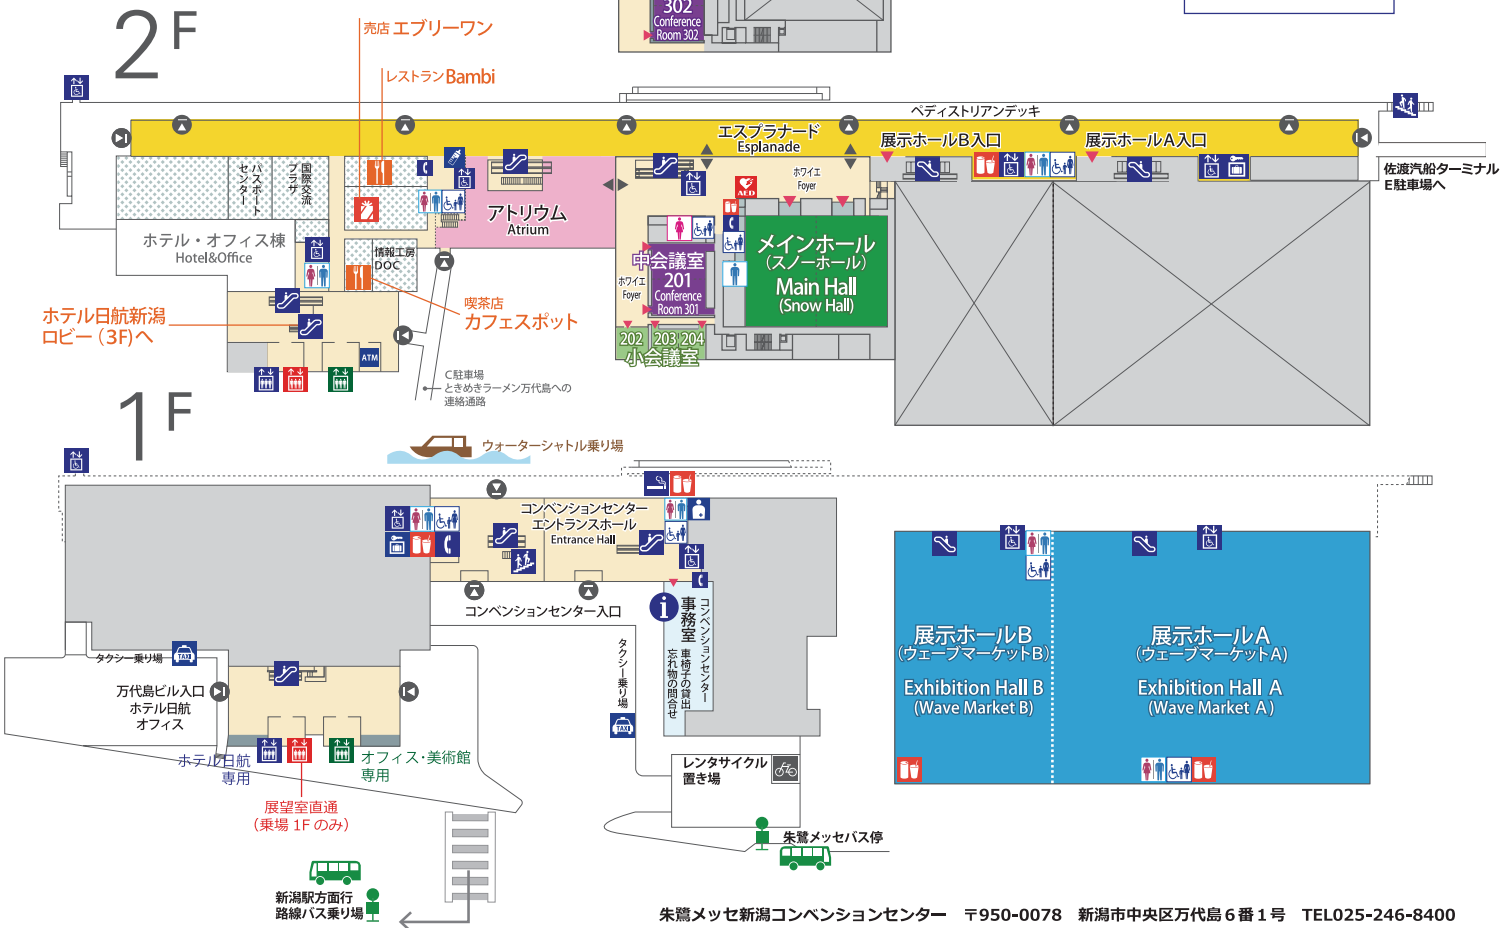 302
Conference
Room 302
2F
売店 エブリーワン
レストラン Bambi
ペディストリアンデッキ
エスプラナード
Esplanade
展示ホールB入口
展示ホールA入口
佐渡汽船ターミナル
E駐車場へ
パスポート
センター
国際交流
プラザ
ホワイエ
Foyer
AED
アトリウム
Atrium
ホテル・オフィス棟
Hotel&Office
情報工房
DOC
中会議室
201
Conference
Room 301
ホワイエ
Foyer
メインホール
(スノーホール)
Main Hall
(Snow Hall)
喫茶店
カフェスポット
ホテル日航新潟
ロビー(3F)へ
202
203
204
小会議室
ATM
C駐車場
ときめきラーメン万代島への
連絡通路
1F
ウォーターシャトル乗り場
コンベンションセンター
エントランスホール
Entrance Hall
コンベンションセンター入口
i
コンベンションセンター
事務室
車椅子の貸出
忘れ物の問合せ
タクシー乗り場
TAXI
タクシー乗り場
TAXI
万代島ビル入口
ホテル日航
オフィス
展示ホールB
(ウェーブマーケットB)
Exhibition Hall B
(Wave Market B)
展示ホールA
(ウェーブマーケットA)
Exhibition Hall A
(Wave Market A)
ホテル日航
専用
オフィス・美術館
専用
展望室直通
(乗場 1F のみ)
レンタサイクル
置き場
朱鷺メッセバス停
新潟駅方面行
路線バス乗り場
朱鷺メッセ新潟コンベンションセンター 〒950-0078 新潟市中央区万代島6番1号 TEL025-246-8400